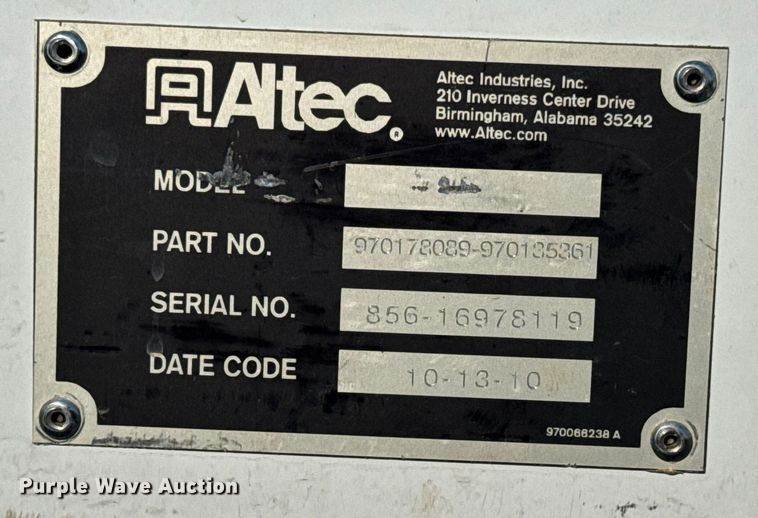 Altec®
Altec Industries, Inc.
210 Inverness Center Drive
Birmingham, Alabama 35242
www.Altec.com
MODEL
PART NO. 970178089-970135361
SERIAL NO. 856-16978119
DATE CODE 10-13-10
970066238 A
Purple Wave Auction